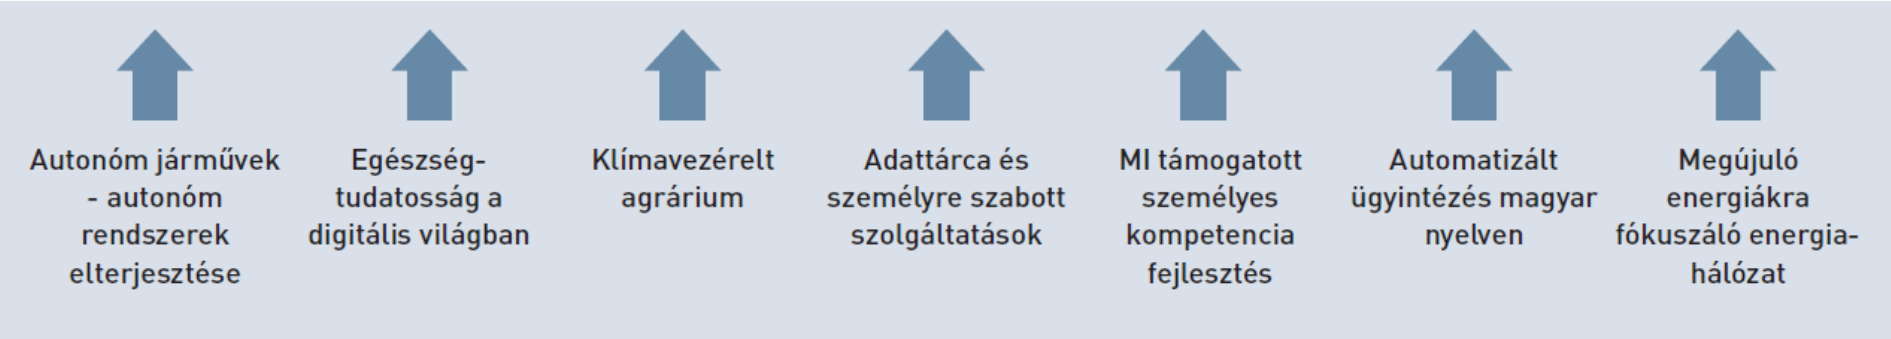 Autonóm járművek
- autonóm
rendszerek
elterjesztése
Egészség-
tudatosság a
digitális világban
Klímavezérelt
agrárium
Adattárca és
személyre szabott
szolgáltatások
MI támogatott
személyes
kompetencia
fejlesztés
Automatizált
ügyintézés magyar
nyelven
Megújuló
energiákra
fókuszáló energia-
hálózat